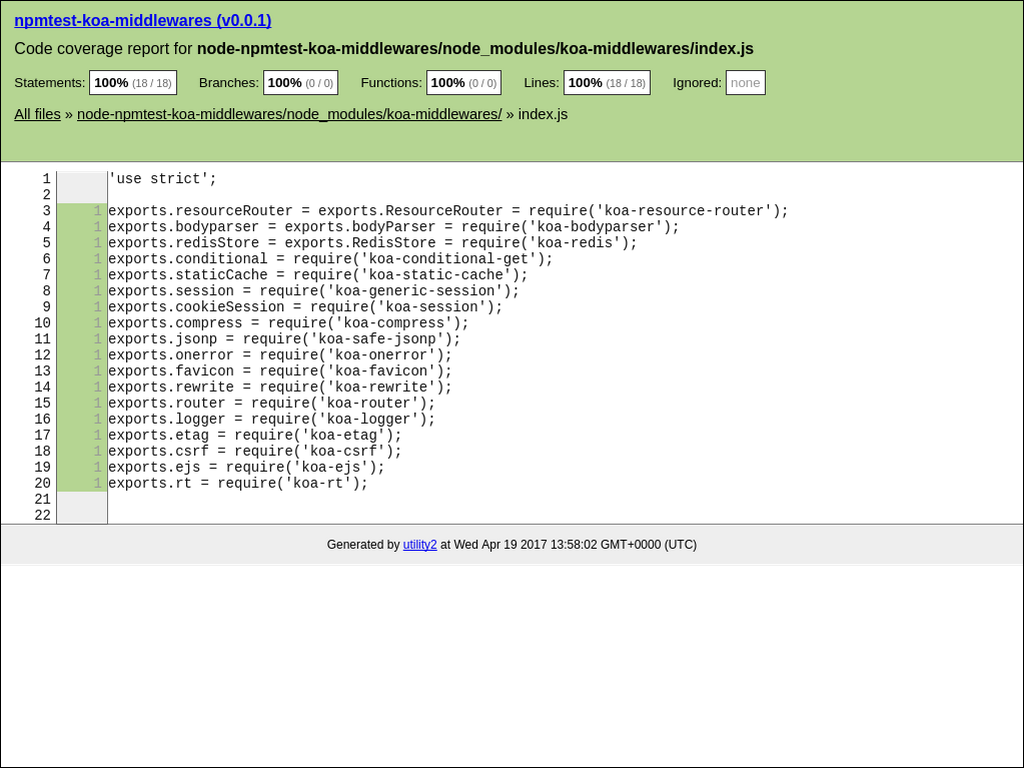 npmtest-koa-middlewares (v0.0.1)
Code coverage report for node-npmtest-koa-middlewares/node_modules/koa-middlewares/index.js
Statements: 100% (18 / 18) Branches: 100% (0 / 0) Functions: 100% (0 / 0) Lines: 100% (18 / 18) Ignored: none
All files » node-npmtest-koa-middlewares/node_modules/koa-middlewares/ » index.js
1 'use strict';
2
3 1 exports.resourceRouter = exports.ResourceRouter = require('koa-resource-router');
4 1 exports.bodyparser = exports.bodyParser = require('koa-bodyparser');
5 1 exports.redisStore = exports.RedisStore = require('koa-redis');
6 1 exports.conditional = require('koa-conditional-get');
7 1 exports.staticCache = require('koa-static-cache');
8 1 exports.session = require('koa-generic-session');
9 1 exports.cookieSession = require('koa-session');
10 1 exports.compress = require('koa-compress');
11 1 exports.jsonp = require('koa-safe-jsonp');
12 1 exports.onerror = require('koa-onerror');
13 1 exports.favicon = require('koa-favicon');
14 1 exports.rewrite = require('koa-rewrite');
15 1 exports.router = require('koa-router');
16 1 exports.logger = require('koa-logger');
17 1 exports.etag = require('koa-etag');
18 1 exports.csrf = require('koa-csrf');
19 1 exports.ejs = require('koa-ejs');
20 1 exports.rt = require('koa-rt');
21
22
Generated by utility2 at Wed Apr 19 2017 13:58:02 GMT+0000 (UTC)